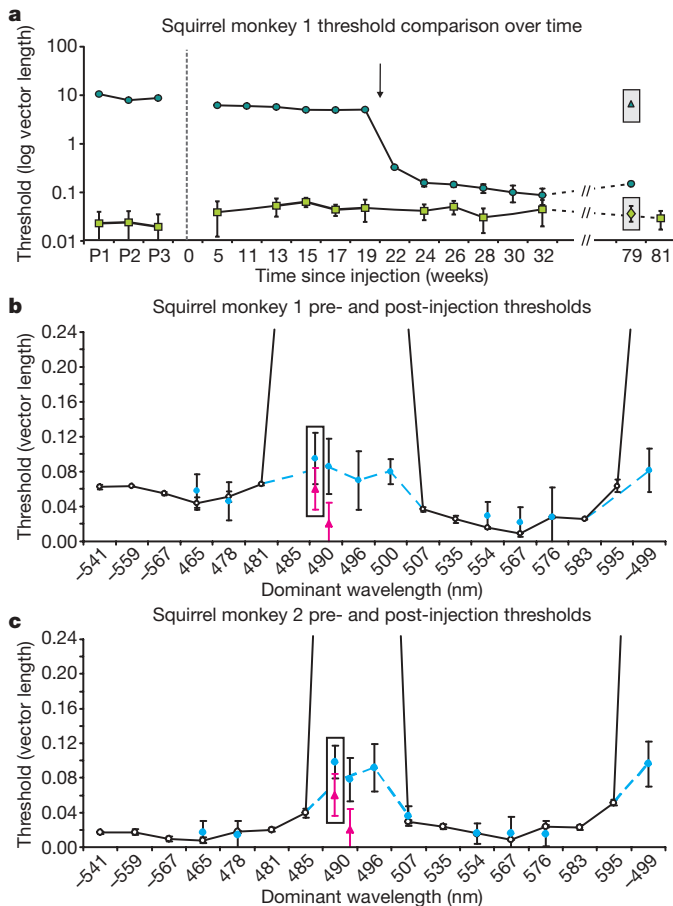 a
Squirrel monkey 1 threshold comparison over time
Threshold (log vector length)
100
10
1
0.1
0.01
P1 P2 P3 0 5 11 13 15 17 19 22 24 26 28 30 32 79 81
//
//
Time since injection (weeks)
b
Squirrel monkey 1 pre- and post-injection thresholds
Threshold (vector length)
0.24
0.20
0.16
0.12
0.08
0.04
0.00
–541 –559 –567 465 478 481 485 490 496 500 507 535 554 567 576 583 595 –499
Dominant wavelength (nm)
c
Squirrel monkey 2 pre- and post-injection thresholds
Threshold (vector length)
0.24
0.20
0.16
0.12
0.08
0.04
0.00
–541 –559 –567 465 478 481 485 490 496 507 535 554 567 576 583 595 –499
Dominant wavelength (nm)